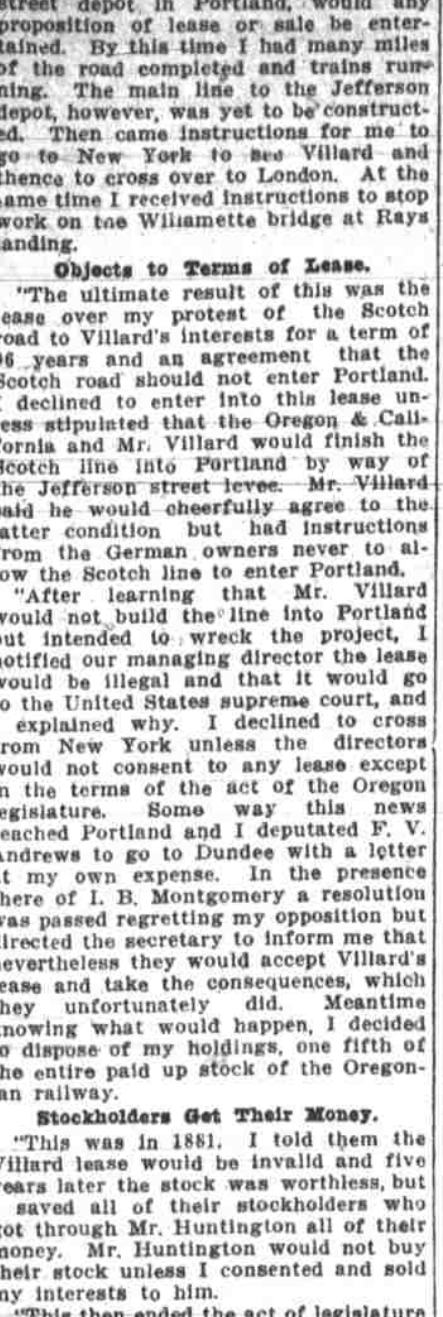 street depot in Portland, would any
proposition of lease or sale be enter-
tained. By this time I had many miles
of the road completed and trains run-
ning. The main line to the Jefferson
depot, however, was yet to be construct-
ed. Then came instructions for me to
go to New York to see Villard and
thence to cross over to London. At the
same time I received instructions to stop
work on the Willamette bridge at Rays
anding.
Objects to Terms of Lease.
"The ultimate result of this was the
ease over my protest of the Scotch
road to Villard's interests for a term of
96 years and an agreement that the
Scotch road should not enter Portland.
I declined to enter into this lease un-
ess stipulated that the Oregon & Cali-
fornia and Mr. Villard would finish the
Scotch line into Portland by way of
the Jefferson street levee. Mr. Villard
said he would cheerfully agree to the
atter condition but had instructions
from the German owners never to al-
ow the Scotch line to enter Portland.
"After learning that Mr. Villard
would not build the line into Portland
but intended to wreck the project, I
notified our managing director the lease
would be illegal and that it would go
to the United States supreme court, and
explained why. I declined to cross
from New York unless the directors
would not consent to any lease except
in the terms of the act of the Oregon
egislature. Some way this news
reached Portland and I deputated F. V.
Andrews to go to Dundee with a letter
at my own expense. In the presence
there of I. B. Montgomery a resolution
was passed regretting my opposition but
directed the secretary to inform me that
nevertheless they would accept Villard's
ease and take the consequences, which
they unfortunately did. Meantime
knowing what would happen, I decided
to dispose of my holdings, one fifth of
the entire paid up stock of the Oregon-
ian railway.
Stockholders Get Their Money.
"This was in 1881. I told them the
Villard lease would be invalid and five
years later the stock was worthless, but
saved all of their stockholders who
got through Mr. Huntington all of their
money. Mr. Huntington would not buy
their stock unless I consented and sold
my interests to him.
"This then ended the act of legislature